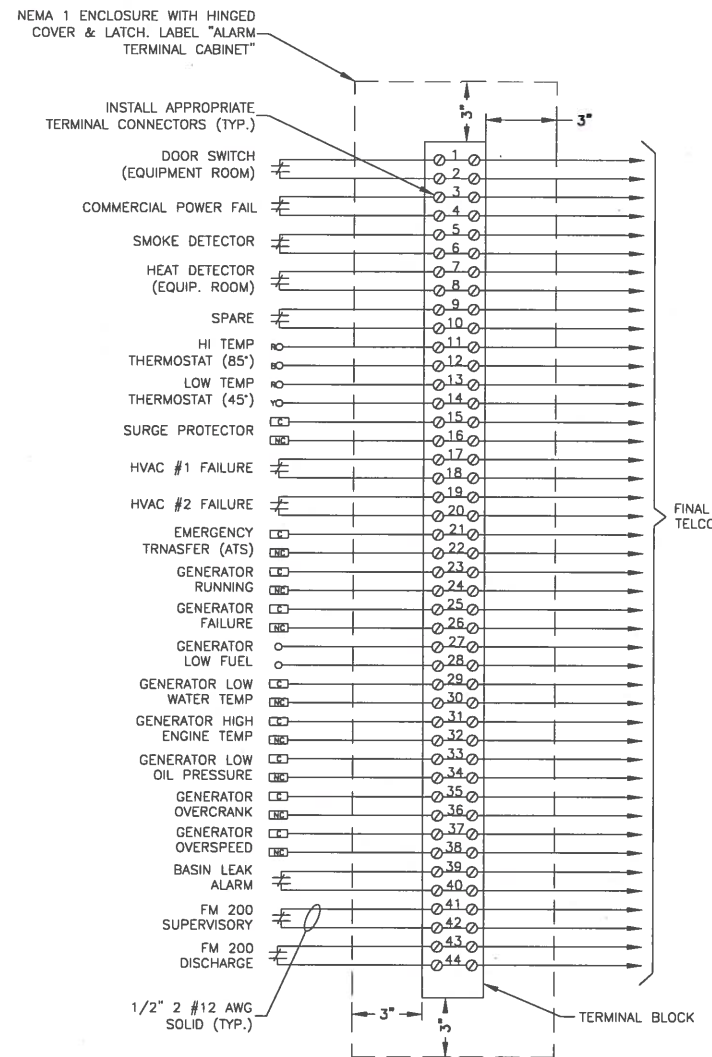 NEMA 1 ENCLOSURE WITH HINGED
COVER & LATCH. LABEL "ALARM
TERMINAL CABINET"
INSTALL APPROPRIATE
TERMINAL CONNECTORS (TYP.)
3"
3"
DOOR SWITCH
(EQUIPMENT ROOM)
1
2
COMMERCIAL POWER FAIL
3
4
SMOKE DETECTOR
5
6
HEAT DETECTOR
(EQUIP. ROOM)
7
8
SPARE
9
10
HI TEMP
THERMOSTAT (85°)
R
B
11
12
LOW TEMP
THERMOSTAT (45°)
R
Y
13
14
SURGE PROTECTOR
C
NC
15
16
HVAC #1 FAILURE
17
18
HVAC #2 FAILURE
19
20
EMERGENCY
TRNASFER (ATS)
C
NC
21
22
GENERATOR
RUNNING
C
NC
23
24
GENERATOR
FAILURE
C
NC
25
26
GENERATOR
LOW FUEL
27
28
GENERATOR LOW
WATER TEMP
C
NC
29
30
GENERATOR HIGH
ENGINE TEMP
C
NC
31
32
GENERATOR LOW
OIL PRESSURE
C
NC
33
34
GENERATOR
OVERCRANK
C
NC
35
36
GENERATOR
OVERSPEED
C
NC
37
38
BASIN LEAK
ALARM
39
40
FM 200
SUPERVISORY
41
42
FM 200
DISCHARGE
43
44
FINAL
TELCO
1/2" 2 #12 AWG
SOLID (TYP.)
3"
3"
TERMINAL BLOCK